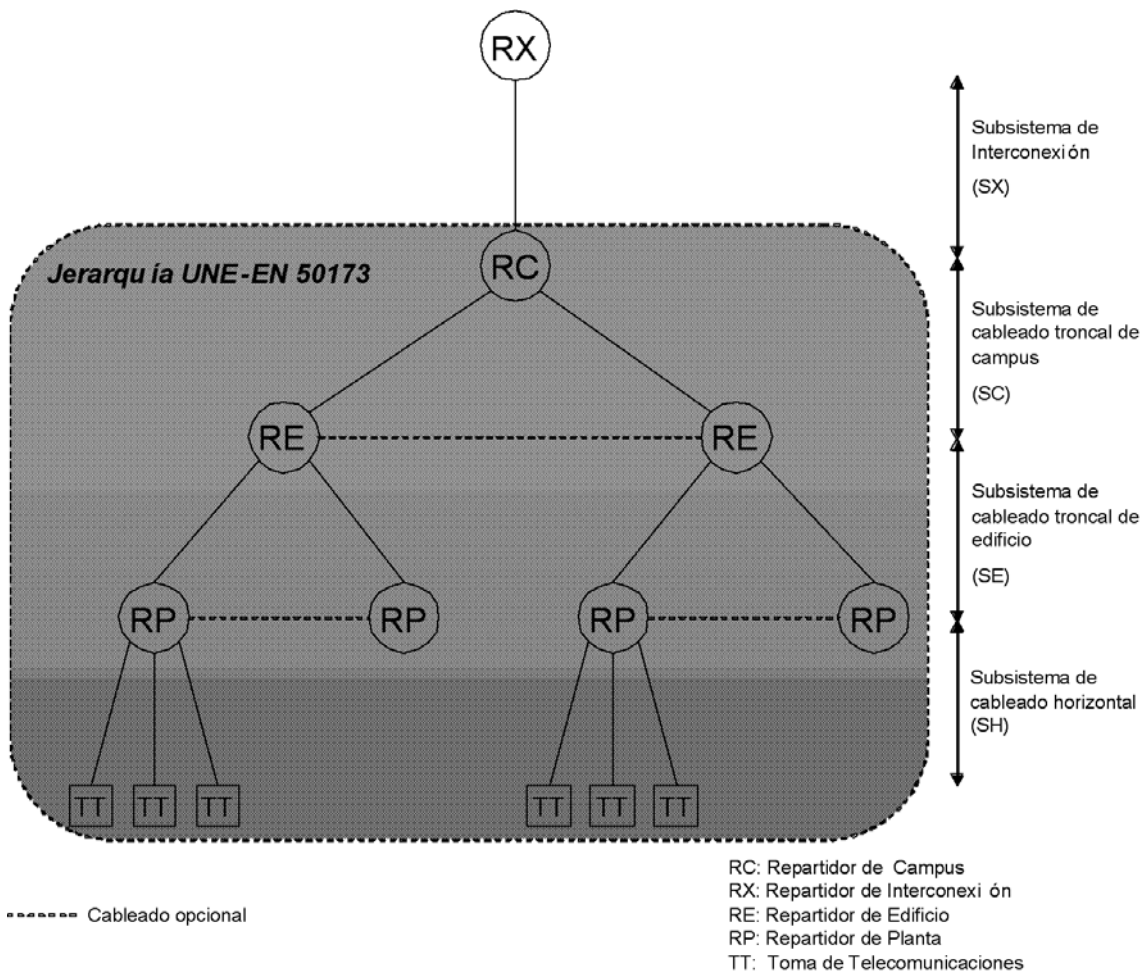 RX
Subsistema de
Interconexión
(SX)
Jerarquía UNE-EN 50173
RC
Subsistema de
cableado troncal de
campus
(SC)
RE
RE
Subsistema de
cableado troncal de
edificio
(SE)
RP
RP
RP
RP
Subsistema de
cableado horizontal
(SH)
TT
TT
TT
TT
TT
TT
Cableado opcional
RC: Repartidor de Campus
RX: Repartidor de Interconexión
RE: Repartidor de Edificio
RP: Repartidor de Planta
TT: Toma de Telecomunicaciones